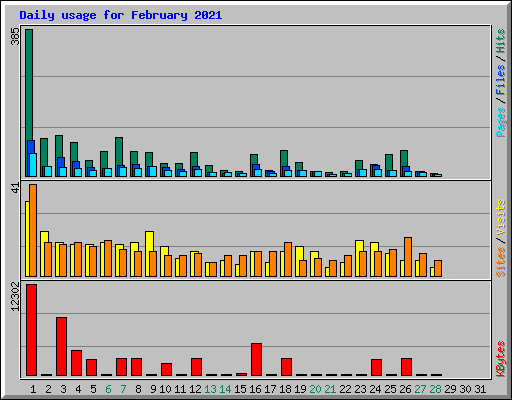 Daily usage for February 2021
385
Pages / Files / Hits
41
Sites / Visits
12302
KBytes
1 2 3 4 5 6 7 8 9 10 11 12 13 14 15 16 17 18 19 20 21 22 23 24 25 26 27 28 29 30 31